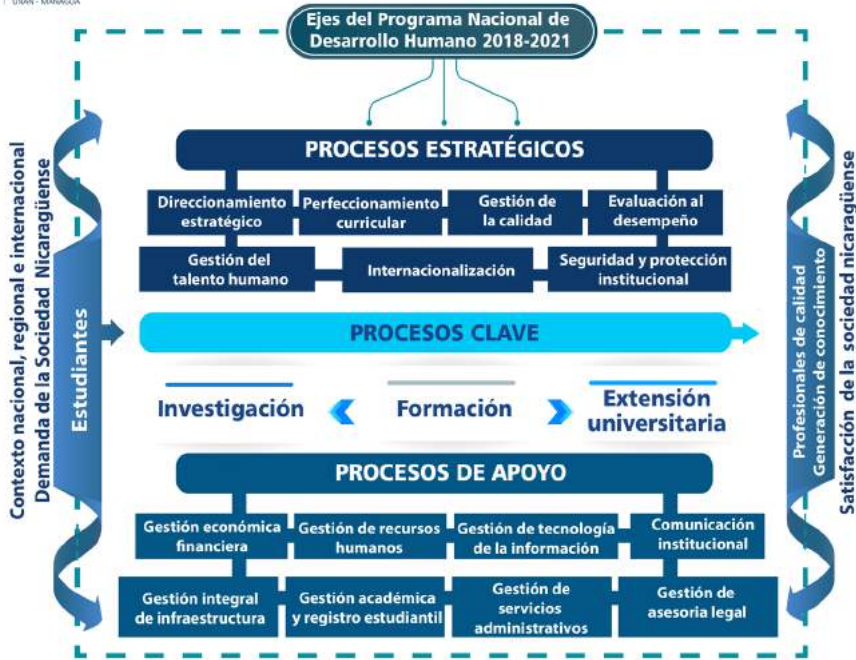 UNAN - MANAGUA
Ejes del Programa Nacional de
Desarrollo Humano 2018-2021
Contexto nacional, regional e internacional
Demanda de la Sociedad Nicaragüense
Estudiantes
PROCESOS ESTRATÉGICOS
Direccionamiento
estratégico
Perfeccionamiento
curricular
Gestión de
la calidad
Evaluación al
desempeño
Gestión del
talento humano
Internacionalización
Seguridad y protección
institucional
PROCESOS CLAVE
Investigación
Formación
Extensión
universitaria
PROCESOS DE APOYO
Gestión económica
financiera
Gestión de recursos
humanos
Gestión de tecnología
de la información
Comunicación
institucional
Gestión integral
de infraestructura
Gestión académica
y registro estudiantil
Gestión de
servicios
administrativos
Gestión de
asesoria legal
Profesionales de calidad
Generación de conocimiento
Satisfacción de la sociedad nicaragüense